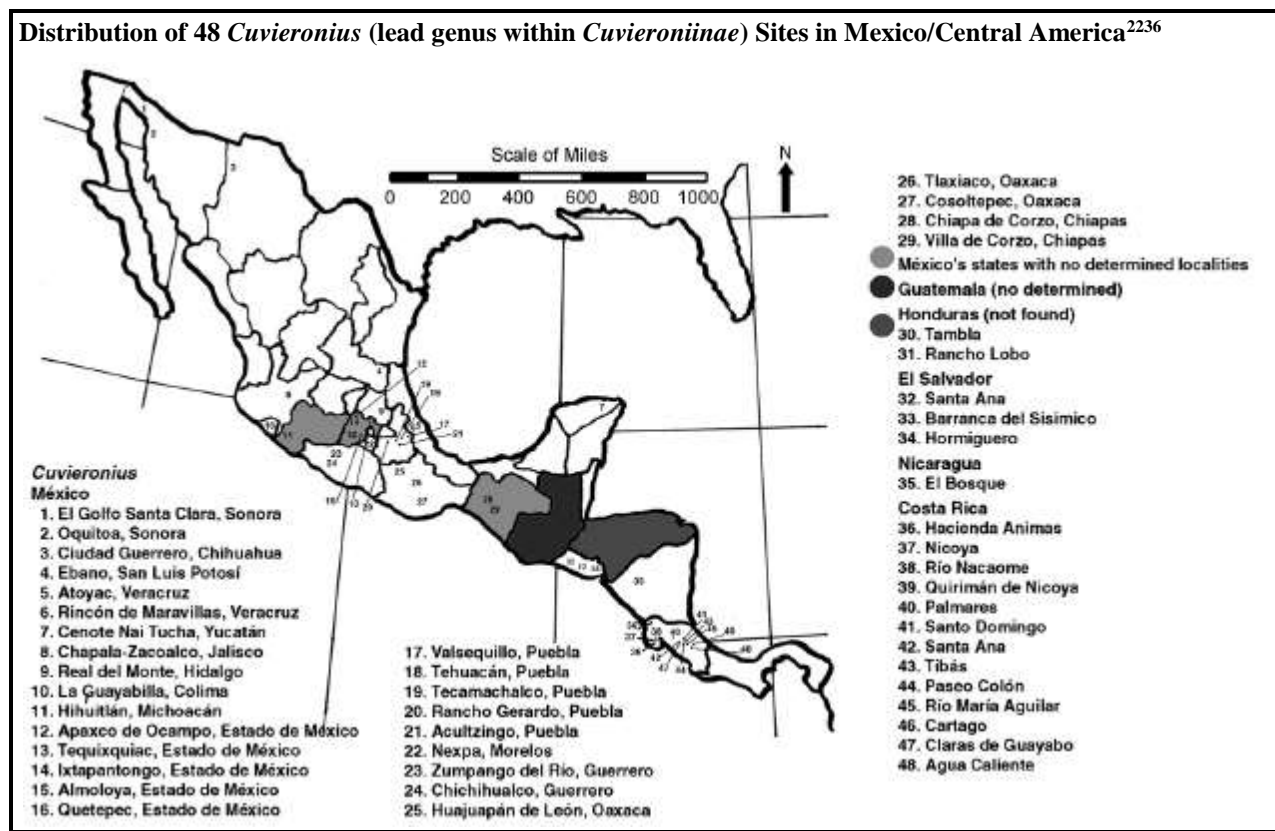 Distribution of 48 Cuvieronius (lead genus within Cuvieroniinae) Sites in Mexico/Central America2236
Scale of Miles
0 200 400 600 800 1000
N
Cuvieronius
México
1. El Golfo Santa Clara, Sonora
2. Oquitoa, Sonora
3. Ciudad Guerrero, Chihuahua
4. Ebano, San Luis Potosí
5. Atoyac, Veracruz
6. Rincón de Maravillas, Veracruz
7. Cenote Nai Tucha, Yucatán
8. Chapala-Zacoalco, Jalisco
9. Real del Monte, Hidalgo
10. La Guayabilla, Colima
11. Hihuitlán, Michoacán
12. Apaxco de Ocampo, Estado de México
13. Tequixquiac, Estado de México
14. Ixtapantongo, Estado de México
15. Almoloya, Estado de México
16. Quetepec, Estado de México
17. Valsequillo, Puebla
18. Tehuacán, Puebla
19. Tecamachalco, Puebla
20. Rancho Gerardo, Puebla
21. Acultzingo, Puebla
22. Nexpa, Morelos
23. Zumpango del Río, Guerrero
24. Chichihualco, Guerrero
25. Huajuapán de León, Oaxaca
26. Tlaxiaco, Oaxaca
27. Cosoltepec, Oaxaca
28. Chiapa de Corzo, Chiapas
29. Villa de Corzo, Chiapas
México's states with no determined localities
Guatemala (no determined)
Honduras (not found)
30. Tambla
31. Rancho Lobo
El Salvador
32. Santa Ana
33. Barranca del Sisimico
34. Hormiguero
Nicaragua
35. El Bosque
Costa Rica
36. Hacienda Animas
37. Nicoya
38. Río Nacaome
39. Quirimán de Nicoya
40. Palmares
41. Santo Domingo
42. Santa Ana
43. Tibás
44. Paseo Colón
45. Río María Aguilar
46. Cartago
47. Claras de Guayabo
48. Agua Caliente